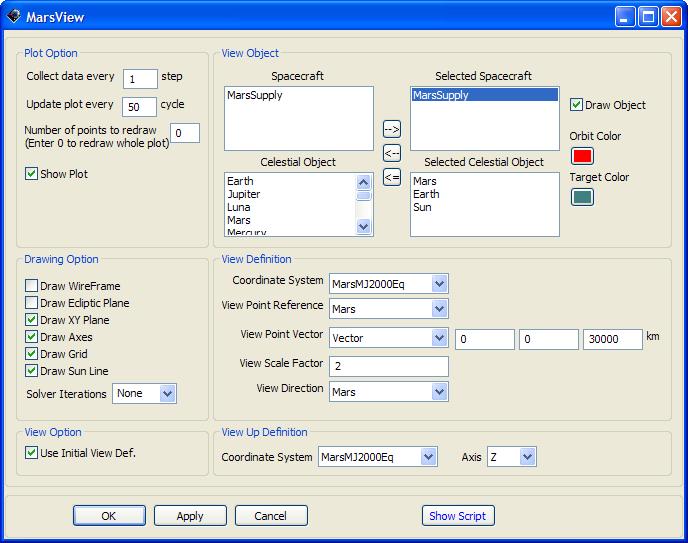 MarsView
Plot Option
Collect data every 1 step
Update plot every 50 cycle
Number of points to redraw 0
(Enter 0 to redraw whole plot)
Show Plot
View Object
Spacecraft
MarsSupply
Selected Spacecraft
MarsSupply
-->
<--
<=
Draw Object
Orbit Color
Target Color
Celestial Object
Earth
Jupiter
Luna
Mars
Mercury
Selected Celestial Object
Mars
Earth
Sun
Drawing Option
Draw WireFrame
Draw Ecliptic Plane
Draw XY Plane
Draw Axes
Draw Grid
Draw Sun Line
Solver Iterations None
View Definition
Coordinate System MarsMJ2000Eq
View Point Reference Mars
View Point Vector Vector 0 0 30000 km
View Scale Factor 2
View Direction Mars
View Option
Use Initial View Def.
View Up Definition
Coordinate System MarsMJ2000Eq Axis Z
OK Apply Cancel Show Script